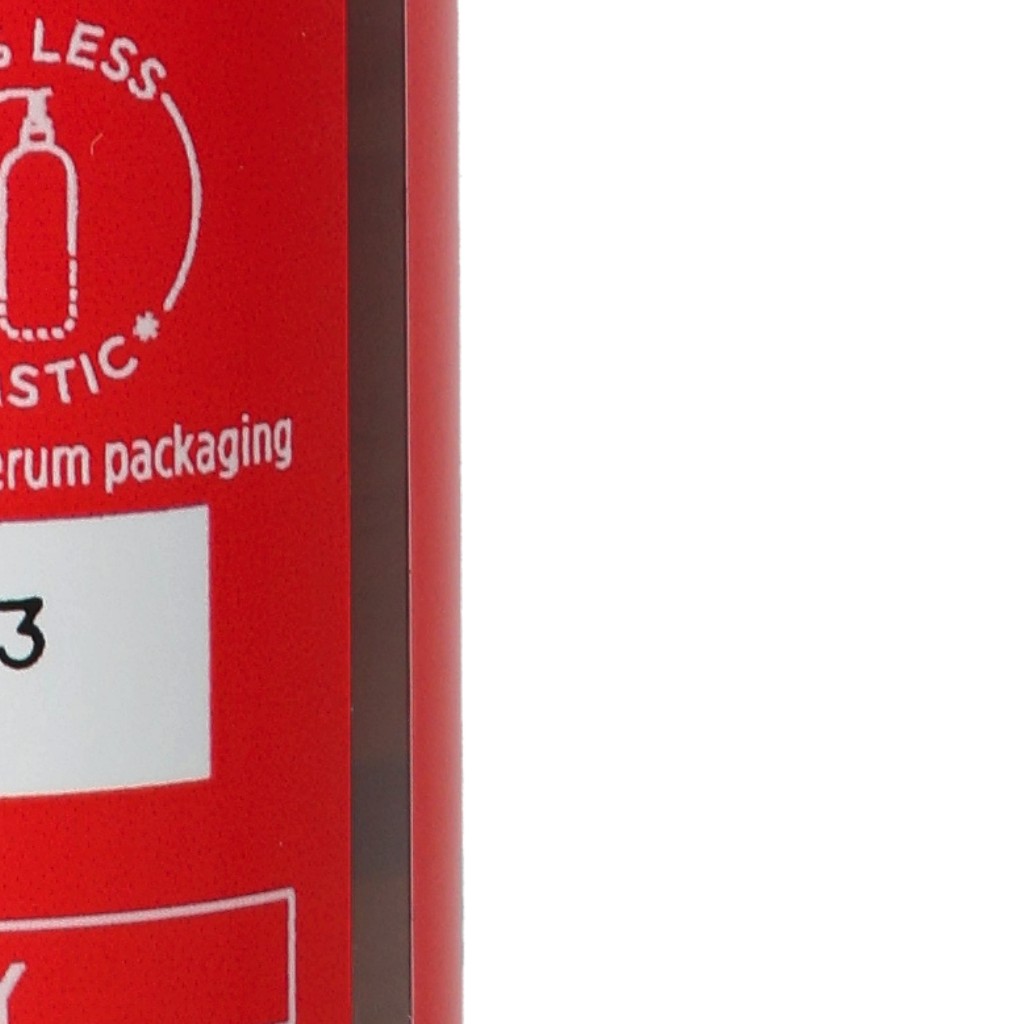 % LESS
STIC*
erum packaging
3
Y